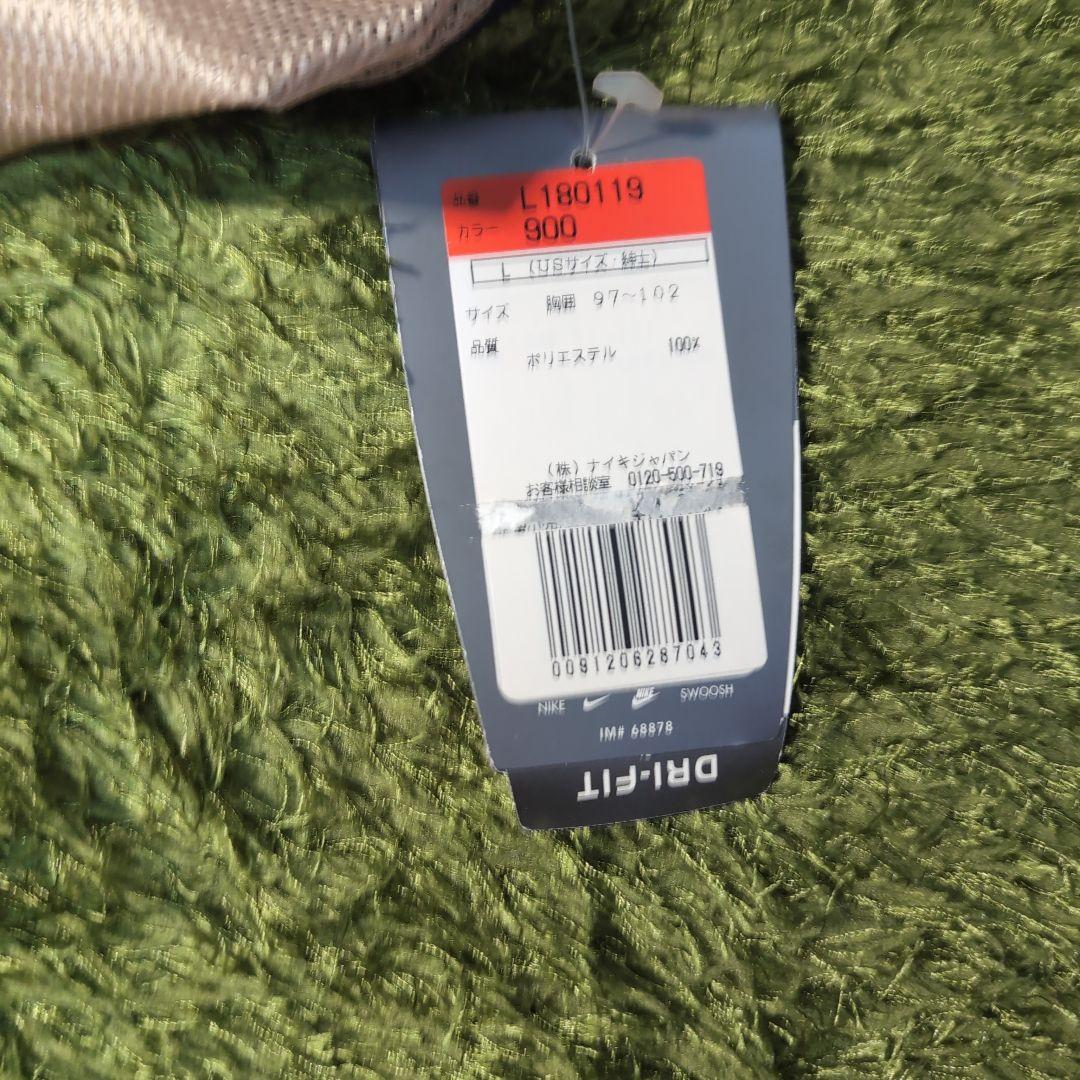 品番 L180119
カラー 900
L (USサイズ・紳士)
サイズ 胸囲 97~102
品質 ポリエステル 100%
(株)ナイキジャパン
お客様相談室 0120-500-719
0091206287043
NIKE NIKE SWOOSH
IM# 68878
DRI-FIT